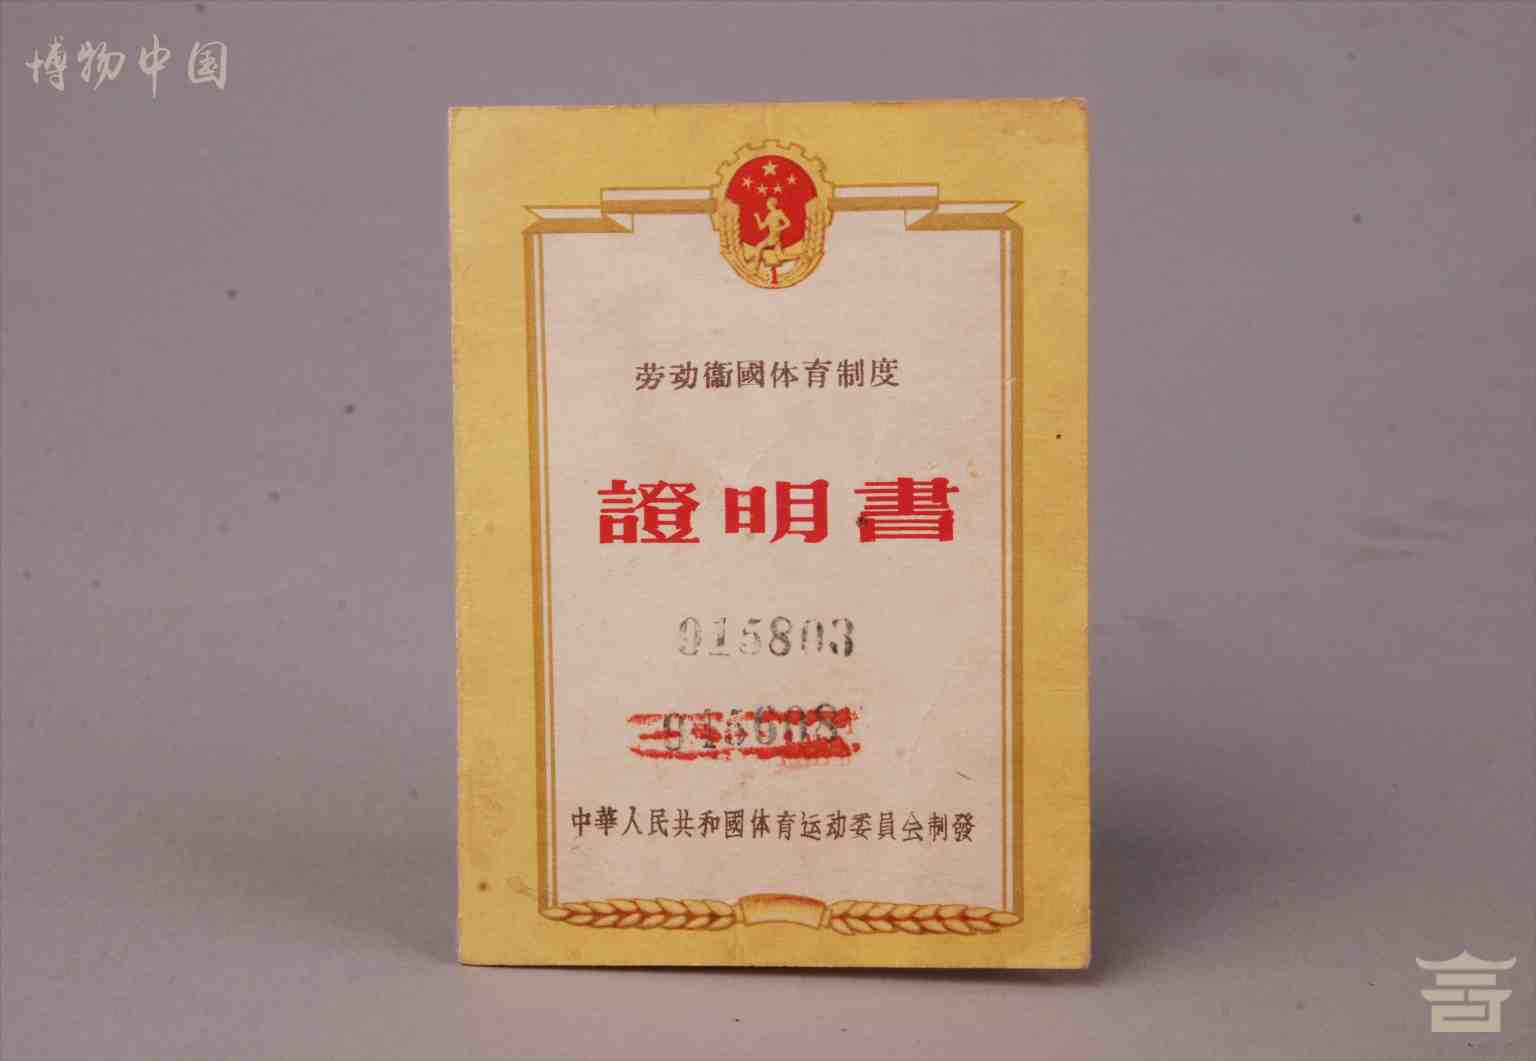 博物中国
1
劳动衞國体育制度
證明書
915803
中華人民共和國体育运动委員会制發